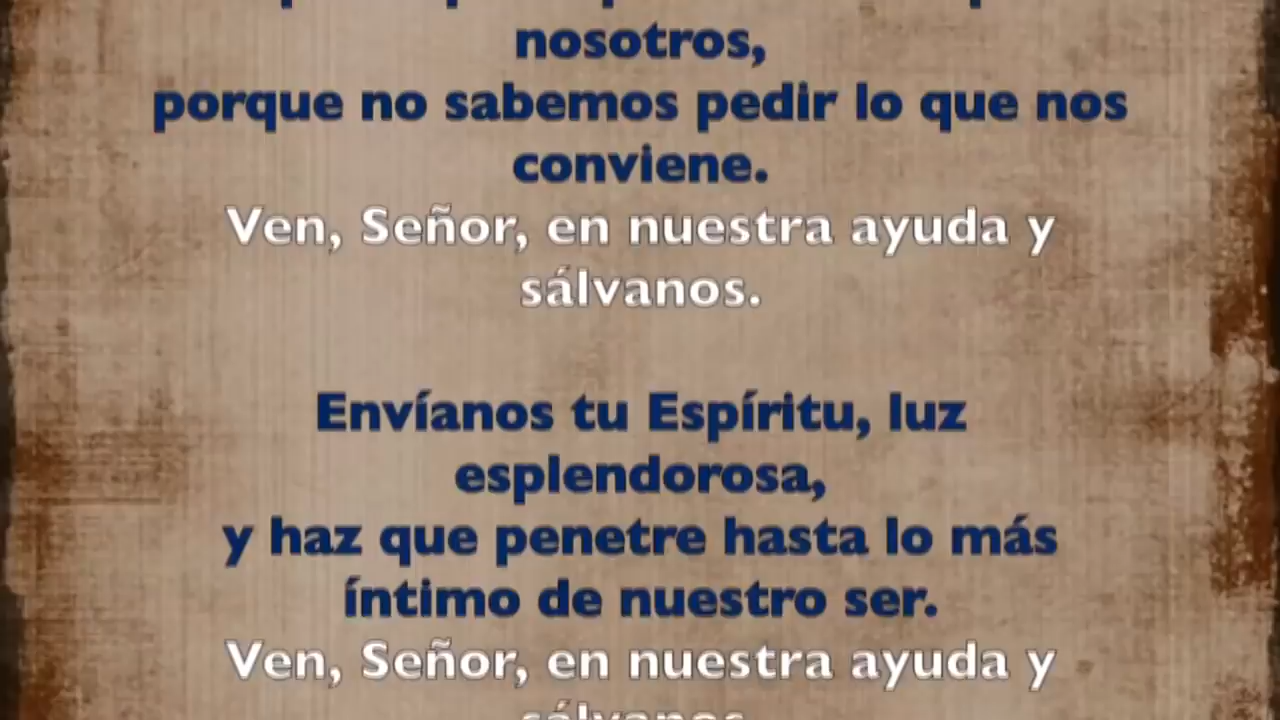 nosotros,
porque no sabemos pedir lo que nos
conviene.
Ven, Señor, en nuestra ayuda y
sálvanos.
Envíanos tu Espíritu, luz
esplendorosa,
y haz que penetre hasta lo más
íntimo de nuestro ser.
Ven, Señor, en nuestra ayuda y
sálvanos.